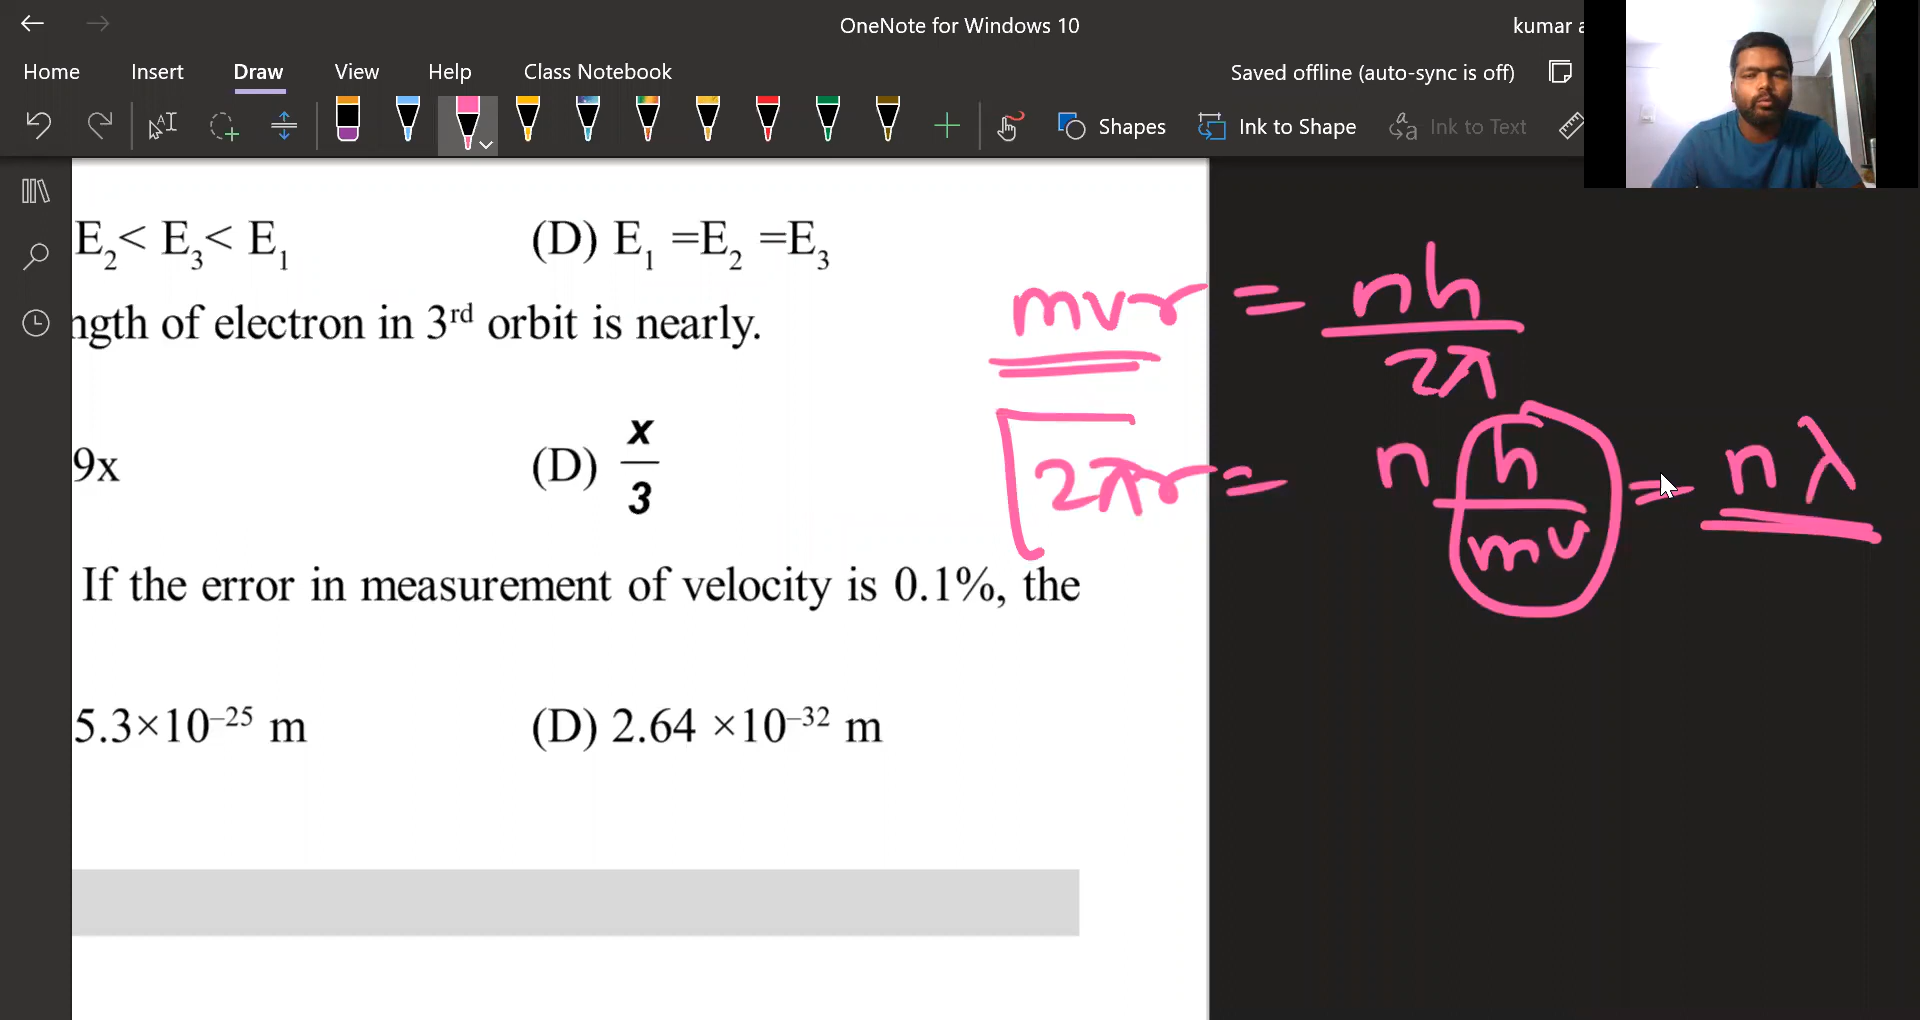 OneNote for Windows 10
kumar a
Home Insert Draw View Help Class Notebook
Saved offline (auto-sync is off)
Shapes Ink to Shape Ink to Text
E₂< E₃< E₁ (D) E₁ =E₂ =E₃
ngth of electron in 3ʳᵈ orbit is nearly.
9x (D) x/3
If the error in measurement of velocity is 0.1%, the
5.3×10⁻²⁵ m (D) 2.64 ×10⁻³² m
mvr = nh/2π
2πr = n h/mv = nλ